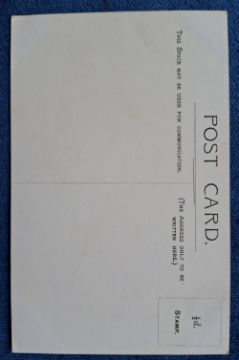 POST CARD.
THIS SPACE MAY BE USED FOR COMMUNICATION.
(THE ADDRESS ONLY TO BE
WRITTEN HERE.)
½d.
STAMP.